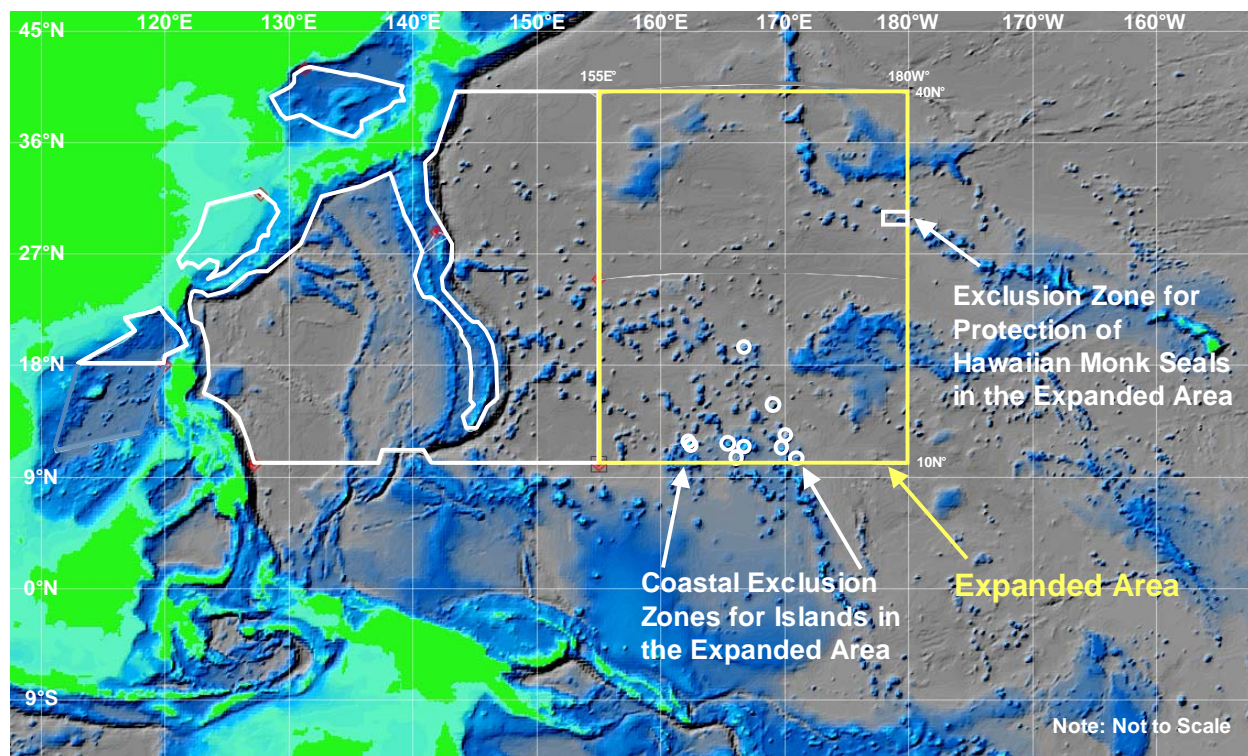 120°E 130°E 140°E 150°E 160°E 170°E 180°W 170°W 160°W
45°N
155E° 180W°
40N°
36°N
27°N
Exclusion Zone for
Protection of
Hawaiian Monk Seals
in the Expanded Area
18°N
9°N
10N°
Coastal Exclusion
Zones for Islands in
the Expanded Area
Expanded Area
0°N
9°S
Note: Not to Scale